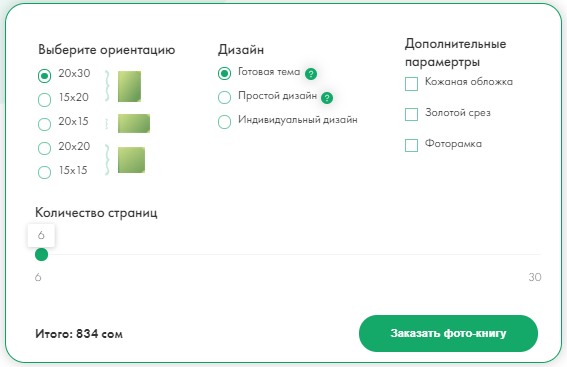 Выберите ориентацию
20x30
15x20
20x15
20x20
15x15
Дизайн
Готовая тема ?
Простой дизайн ?
Индивидуальный дизайн
Дополнительные
парамертры
Кожаная обложка
Золотой срез
Фоторамка
Количество страниц
6
6 30
Итого: 834 сом
Заказать фото-книгу